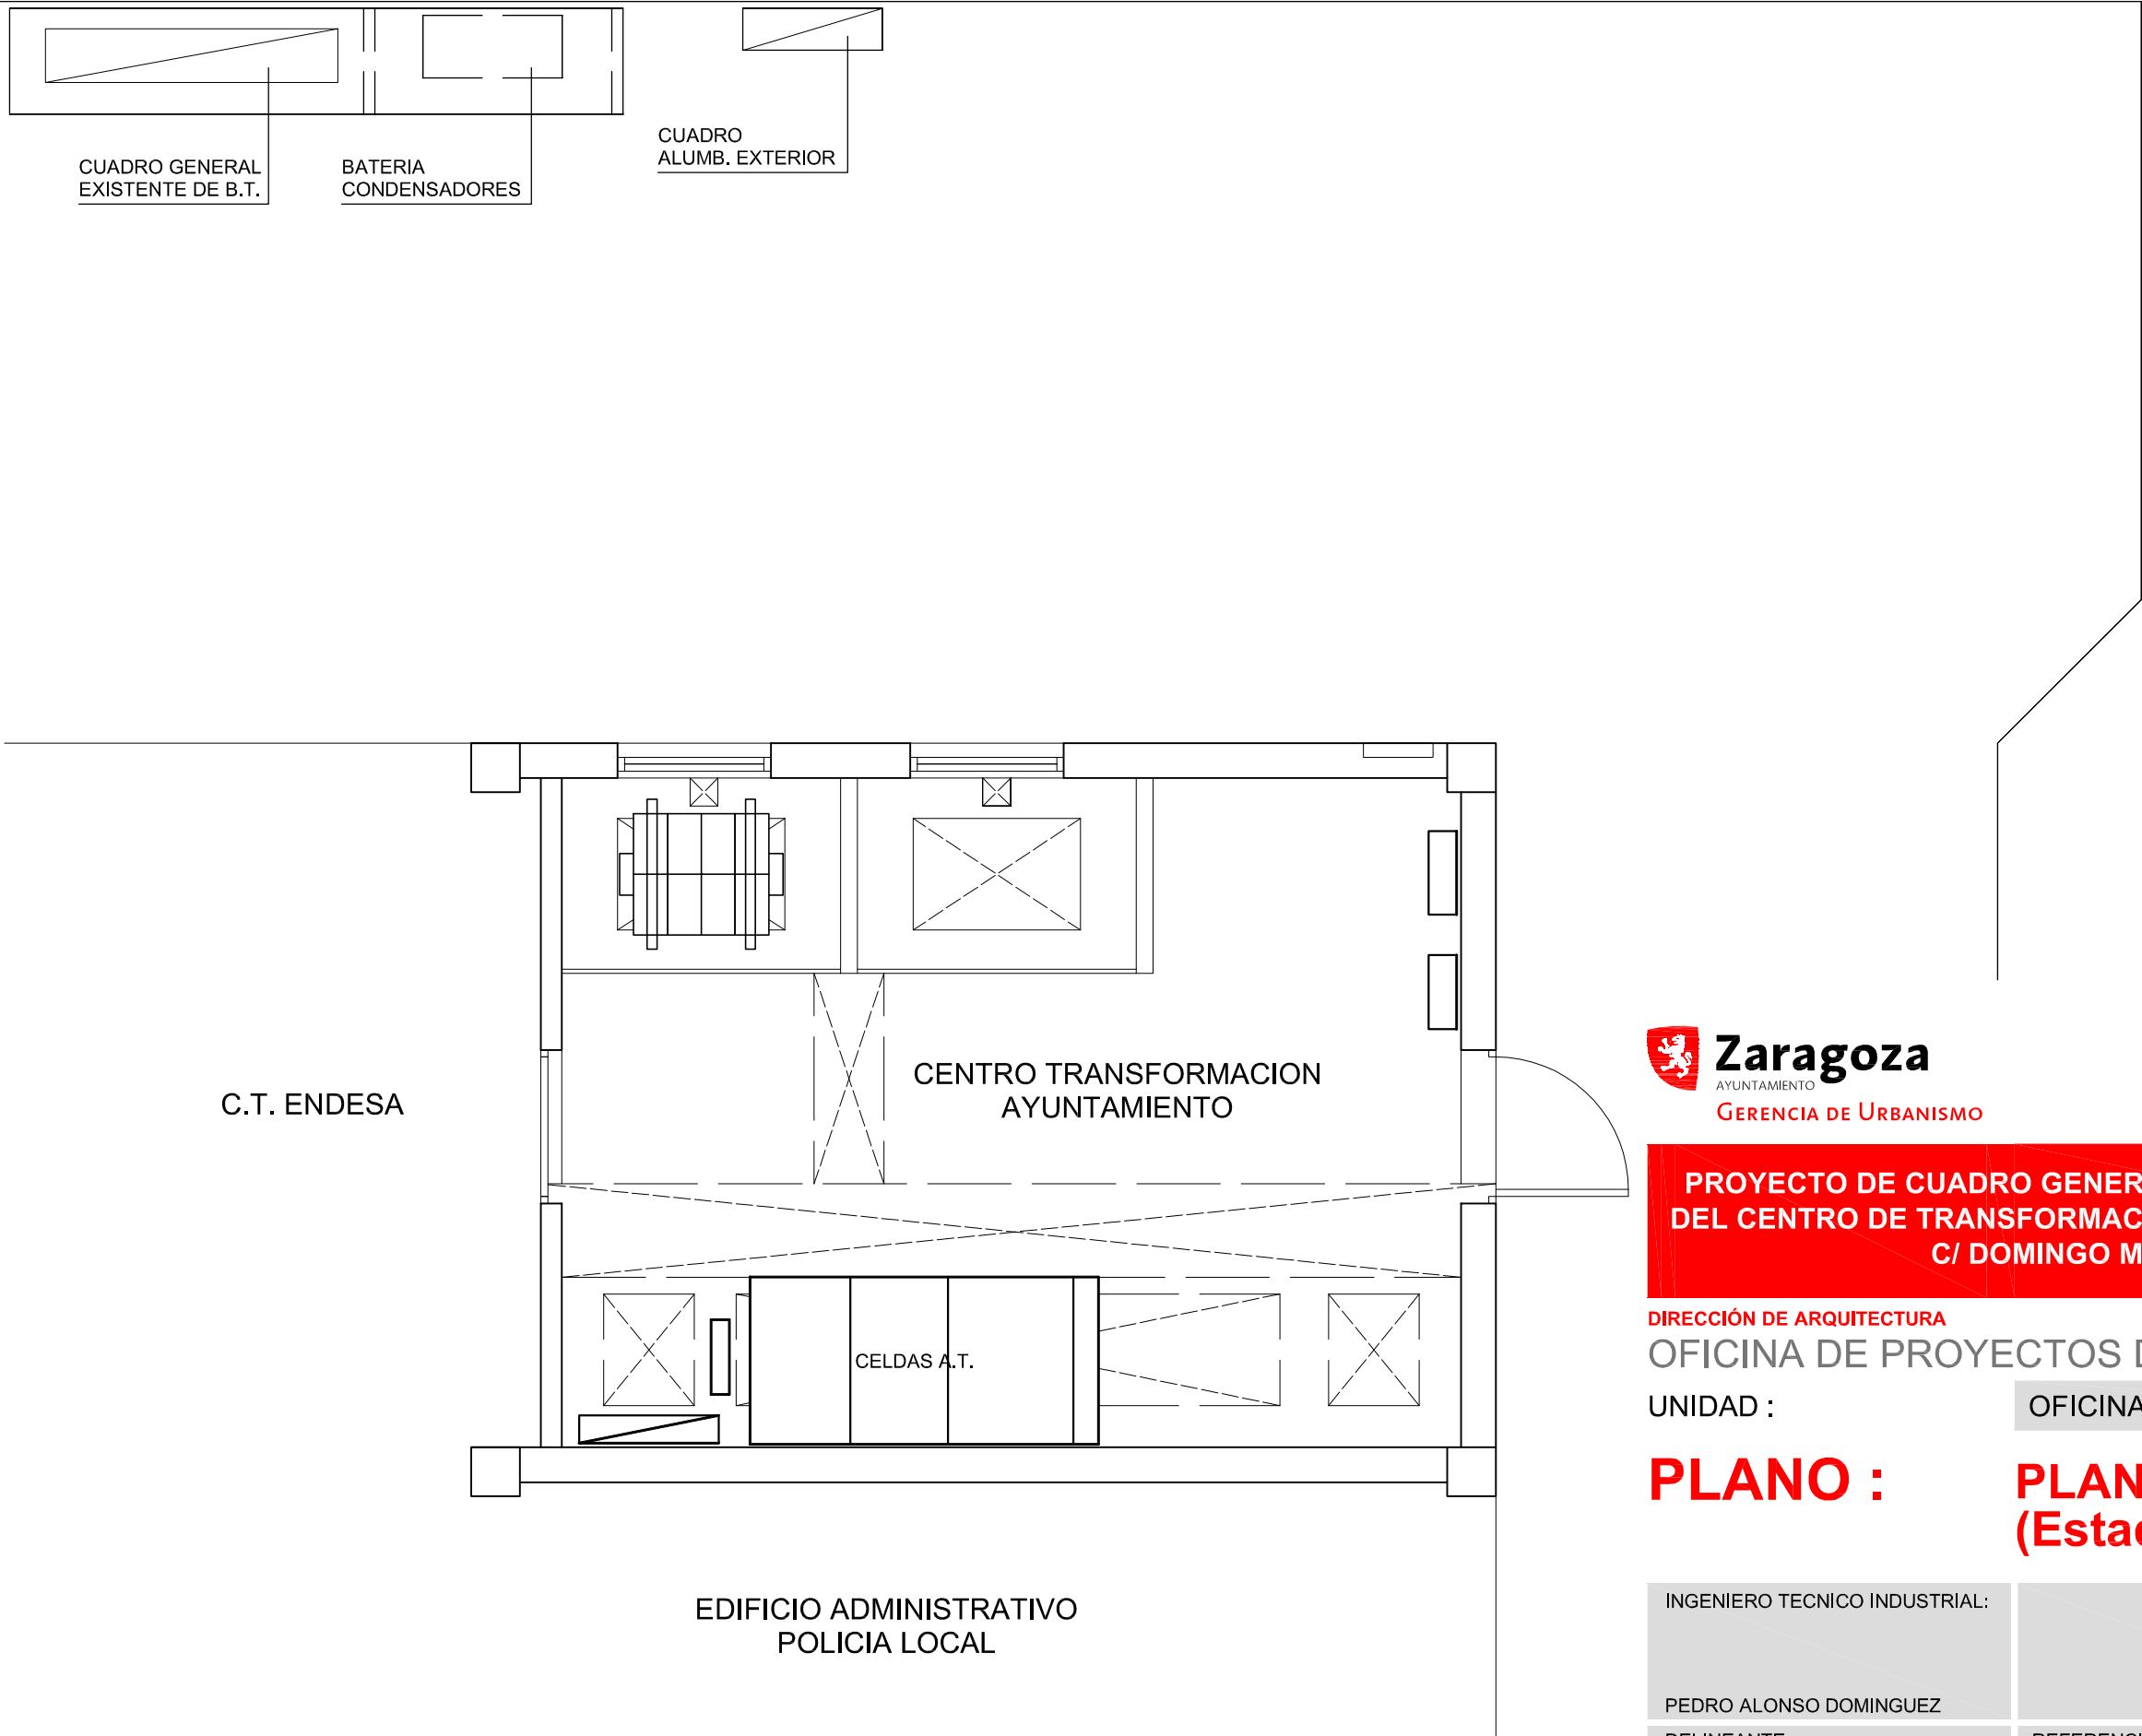 CUADRO GENERAL
EXISTENTE DE B.T.
BATERIA
CONDENSADORES
CUADRO
ALUMB. EXTERIOR
C.T. ENDESA
CENTRO TRANSFORMACION
AYUNTAMIENTO
CELDAS A.T.
EDIFICIO ADMINISTRATIVO
POLICIA LOCAL
Zaragoza
AYUNTAMIENTO
GERENCIA DE URBANISMO
PROYECTO DE CUADRO GENER
DEL CENTRO DE TRANSFORMAC
C/ DOMINGO M
DIRECCIÓN DE ARQUITECTURA
OFICINA DE PROYECTOS D
UNIDAD :
OFICINA
PLANO :
PLAN
(Estad
INGENIERO TECNICO INDUSTRIAL:
PEDRO ALONSO DOMINGUEZ